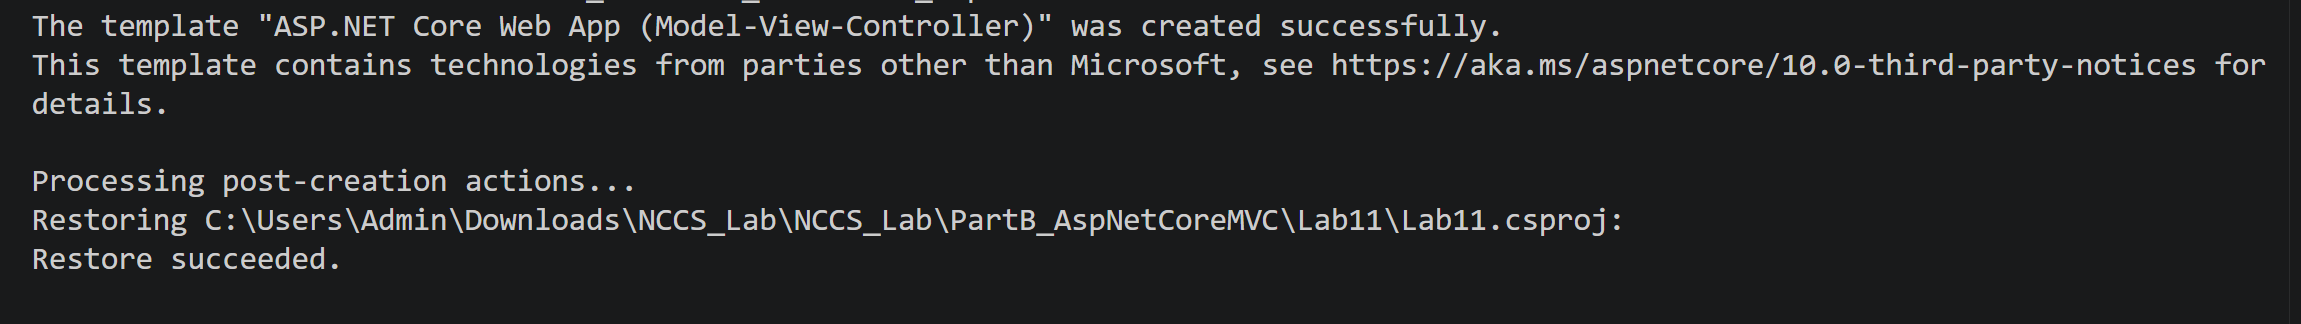 The template "ASP.NET Core Web App (Model-View-Controller)" was created successfully.
This template contains technologies from parties other than Microsoft, see https://aka.ms/aspnetcore/10.0-third-party-notices for
details.
Processing post-creation actions...
Restoring C:\Users\Admin\Downloads\NCCS_Lab\NCCS_Lab\PartB_AspNetCoreMVC\Lab11\Lab11.csproj:
Restore succeeded.